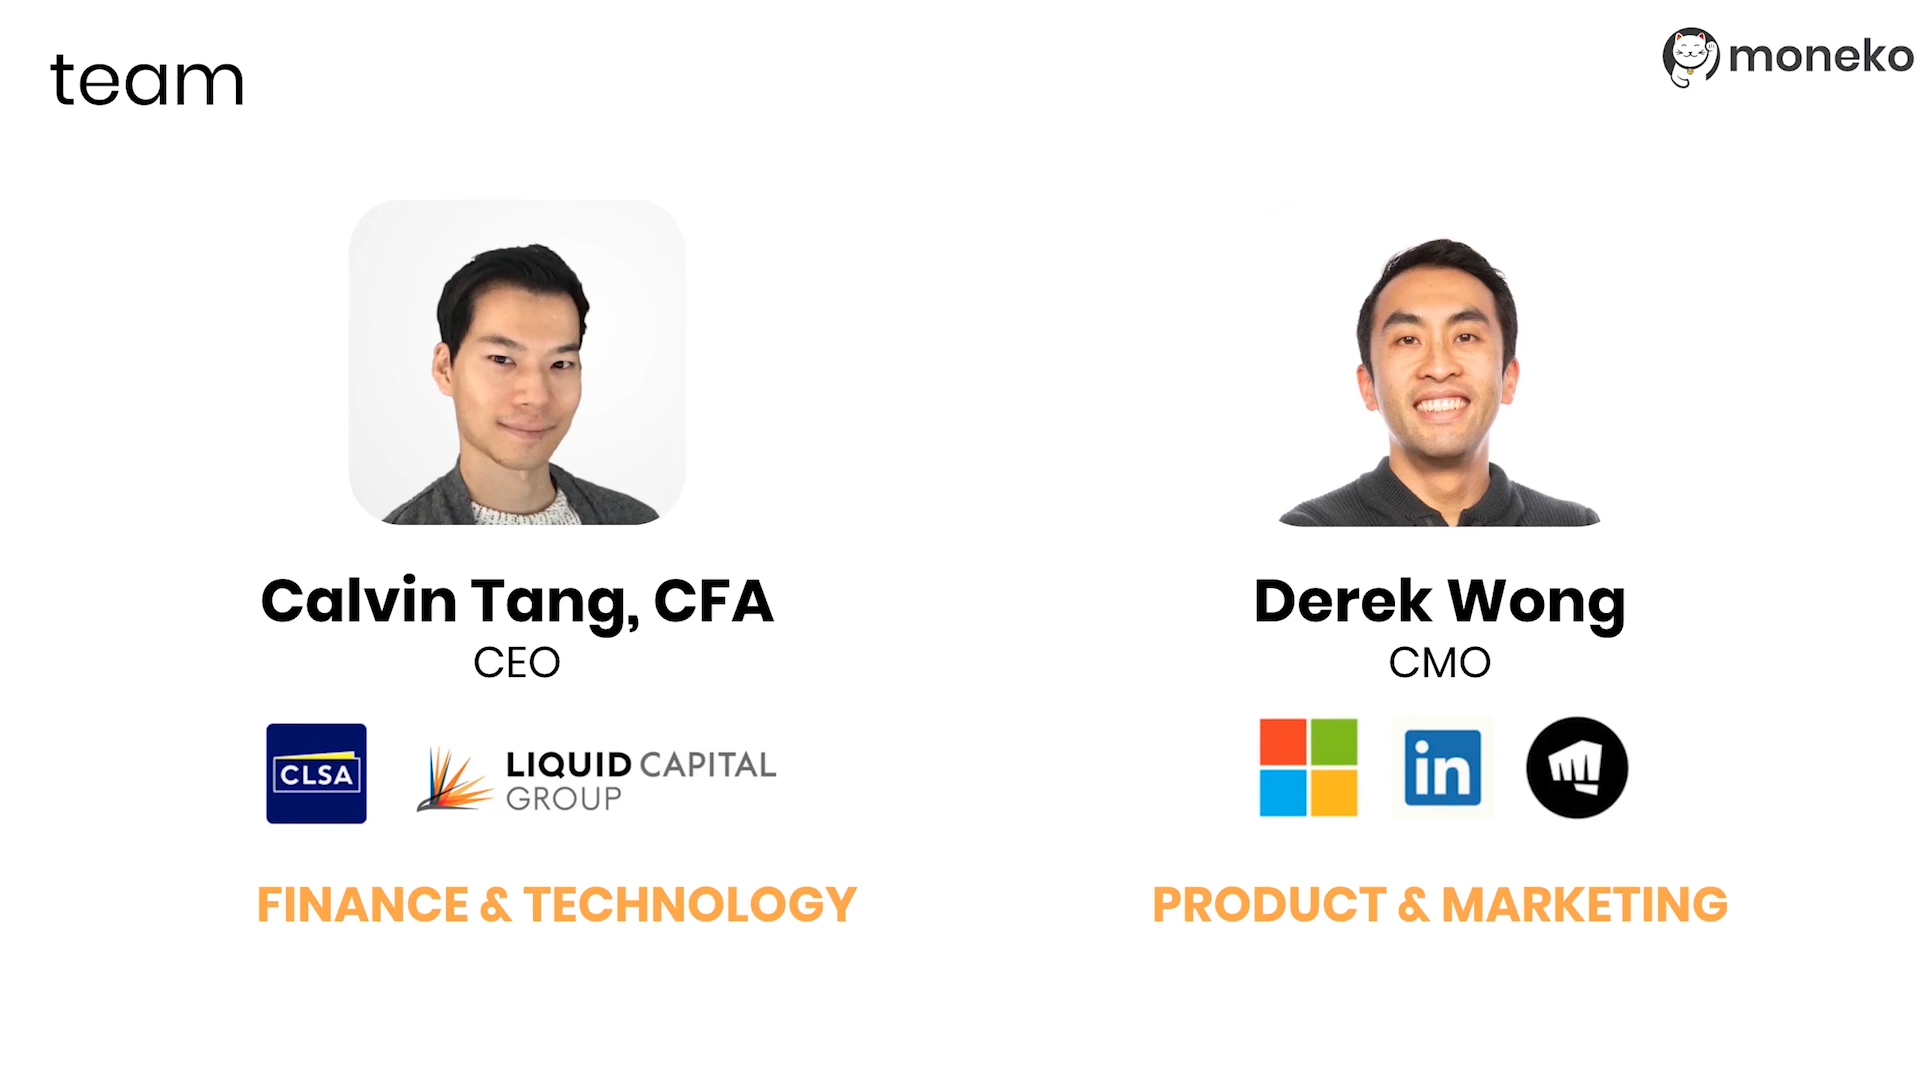 team
moneko
Calvin Tang, CFA
CEO
CLSA
LIQUID CAPITAL
GROUP
FINANCE & TECHNOLOGY
Derek Wong
CMO
in
PRODUCT & MARKETING